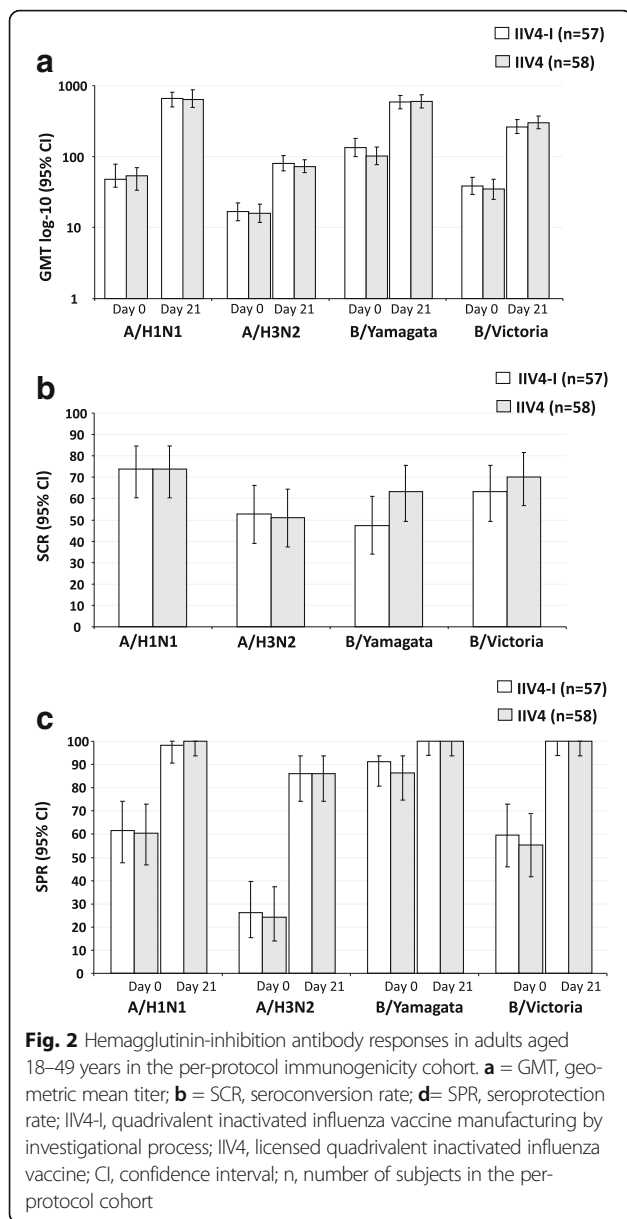 IIV4-I (n=57)
IIV4 (n=58)
a
GMT log-10 (95% CI)
1000
100
10
1
Day 0 Day 21 Day 0 Day 21 Day 0 Day 21 Day 0 Day 21
A/H1N1 A/H3N2 B/Yamagata B/Victoria
IIV4-I (n=57)
IIV4 (n=58)
b
SCR (95% CI)
100
90
80
70
60
50
40
30
20
10
0
A/H1N1 A/H3N2 B/Yamagata B/Victoria
IIV4-I (n=57)
IIV4 (n=58)
c
SPR (95% CI)
100
90
80
70
60
50
40
30
20
10
0
Day 0 Day 21 Day 0 Day 21 Day 0 Day 21 Day 0 Day 21
A/H1N1 A/H3N2 B/Yamagata B/Victoria
Fig. 2 Hemagglutinin-inhibition antibody responses in adults aged
18–49 years in the per-protocol immunogenicity cohort. a = GMT, geo-
metric mean titer; b = SCR, seroconversion rate; d= SPR, seroprotection
rate; IIV4-I, quadrivalent inactivated influenza vaccine manufacturing by
investigational process; IIV4, licensed quadrivalent inactivated influenza
vaccine; CI, confidence interval; n, number of subjects in the per-
protocol cohort